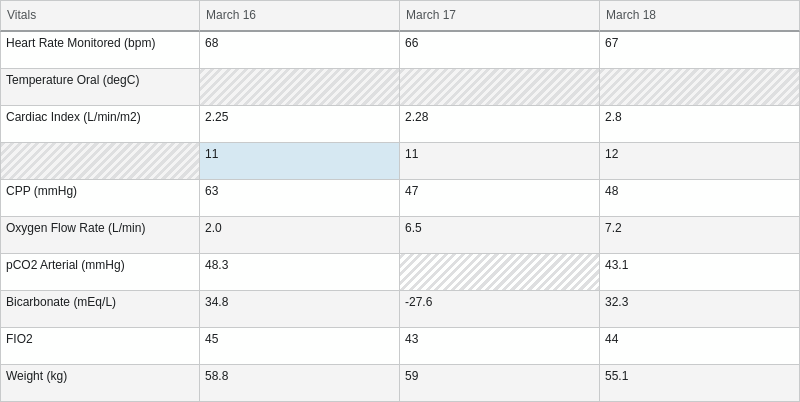 Vitals March 16 March 17 March 18
Heart Rate Monitored (bpm) 68 66 67
Temperature Oral (degC)
Cardiac Index (L/min/m2) 2.25 2.28 2.8
11 11 12
CPP (mmHg) 63 47 48
Oxygen Flow Rate (L/min) 2.0 6.5 7.2
pCO2 Arterial (mmHg) 48.3 43.1
Bicarbonate (mEq/L) 34.8 -27.6 32.3
FIO2 45 43 44
Weight (kg) 58.8 59 55.1